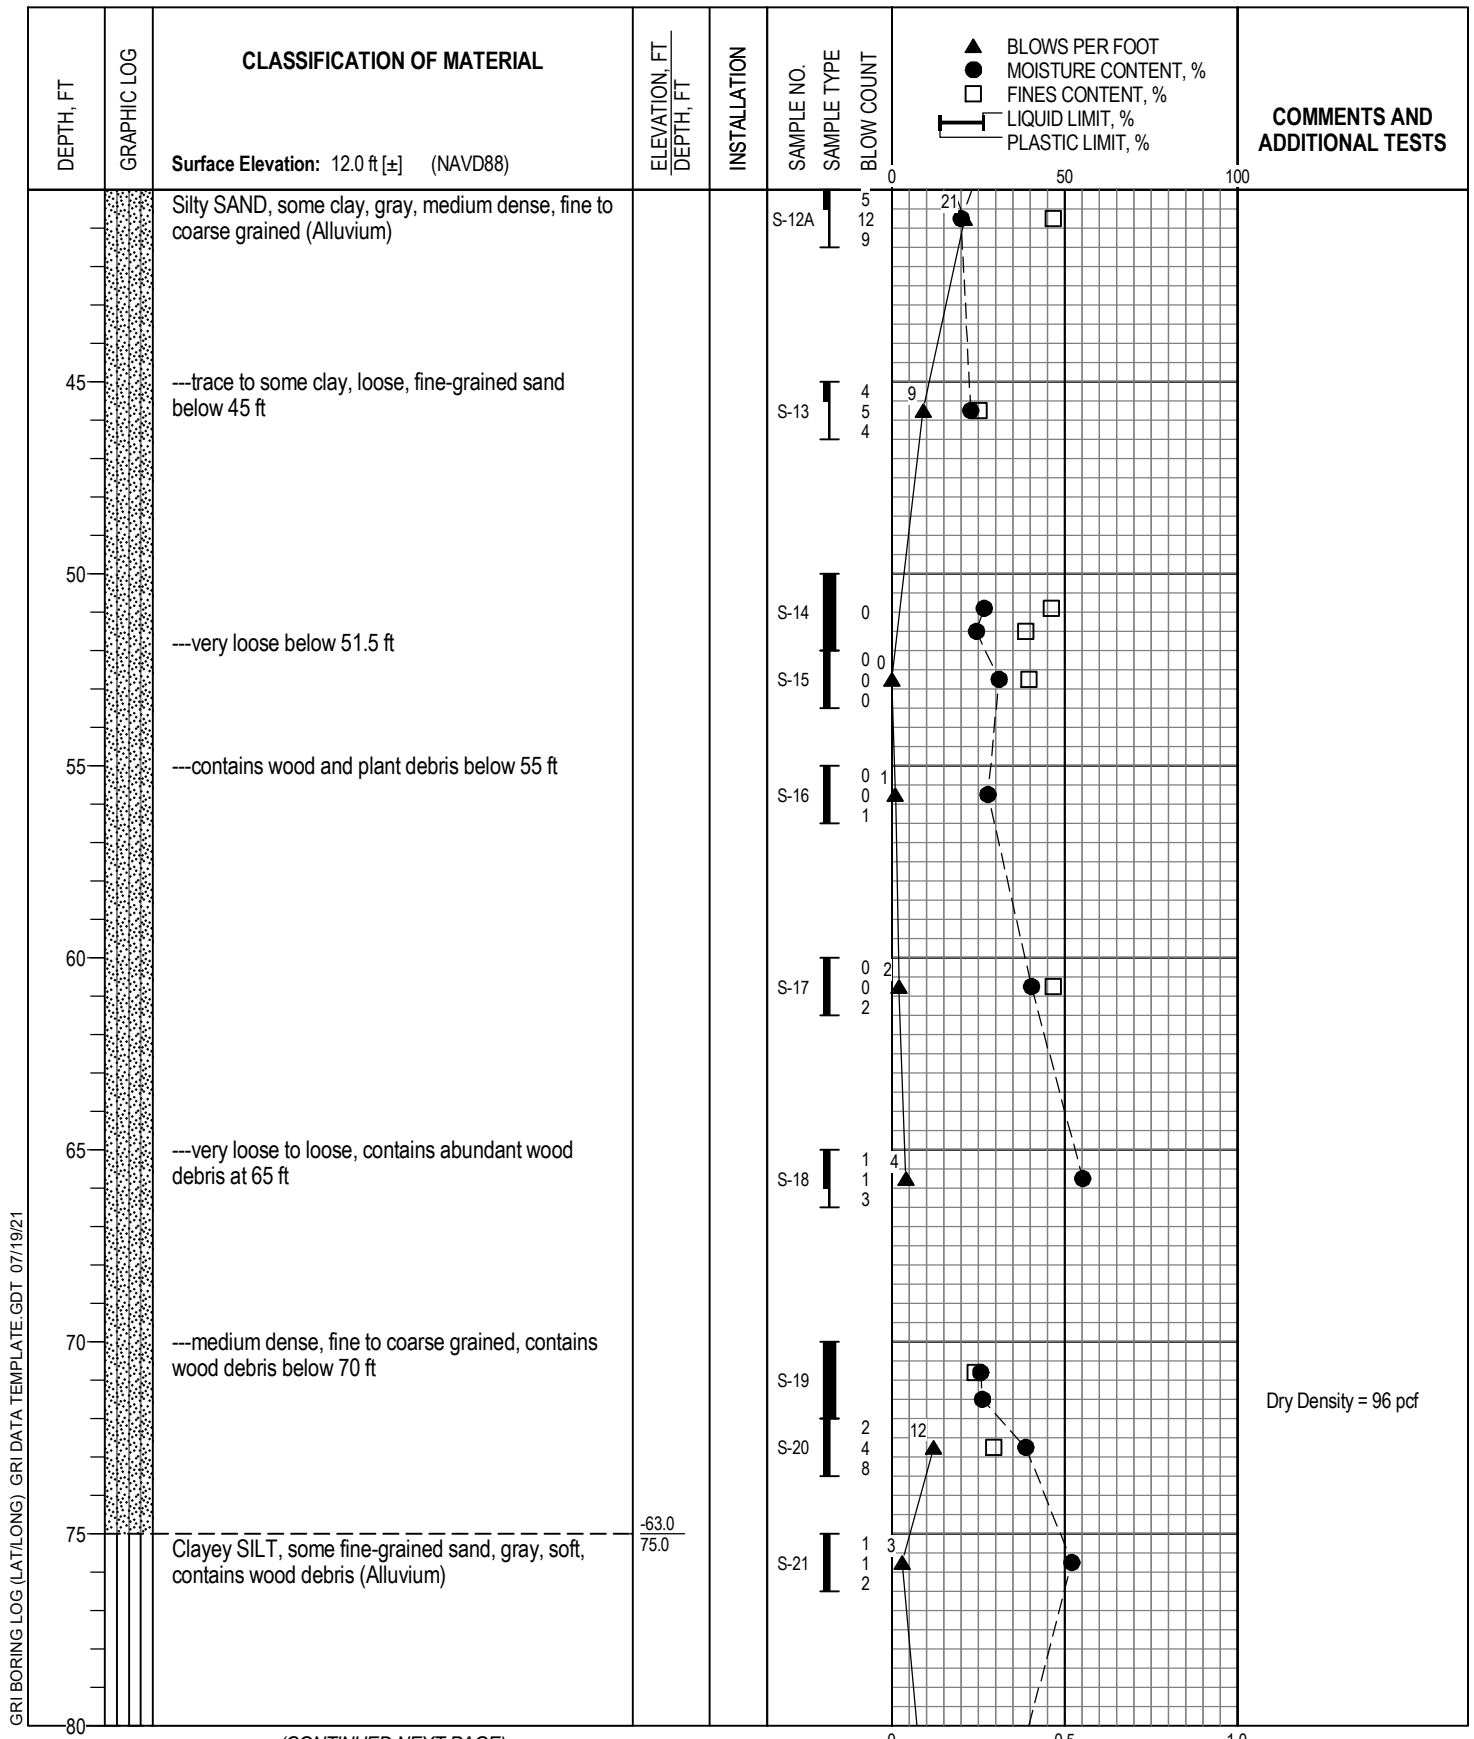 DEPTH, FT
GRAPHIC LOG
CLASSIFICATION OF MATERIAL
Surface Elevation: 12.0 ft [±] (NAVD88)
ELEVATION, FT
DEPTH, FT
INSTALLATION
SAMPLE NO.
SAMPLE TYPE
BLOW COUNT
BLOWS PER FOOT
MOISTURE CONTENT, %
FINES CONTENT, %
LIQUID LIMIT, %
PLASTIC LIMIT, %
0 50 100
COMMENTS AND
ADDITIONAL TESTS
Silty SAND, some clay, gray, medium dense, fine to
coarse grained (Alluvium)
S-12A
5
12
9
21
45
---trace to some clay, loose, fine-grained sand
below 45 ft
S-13
4
5
4
9
50
S-14
0
---very loose below 51.5 ft
S-15
0
0
0
0
55
---contains wood and plant debris below 55 ft
S-16
0
0
1
1
60
S-17
0
0
2
2
65
---very loose to loose, contains abundant wood
debris at 65 ft
S-18
1
1
3
4
70
---medium dense, fine to coarse grained, contains
wood debris below 70 ft
S-19
Dry Density = 96 pcf
S-20
2
4
8
12
-63.0
75.0
75
Clayey SILT, some fine-grained sand, gray, soft,
contains wood debris (Alluvium)
S-21
1
1
2
3
80
(CONTINUED NEXT PAGE)
0 0.5 1.0
GRI BORING LOG (LAT/LONG) GRI DATA TEMPLATE.GDT 07/19/21